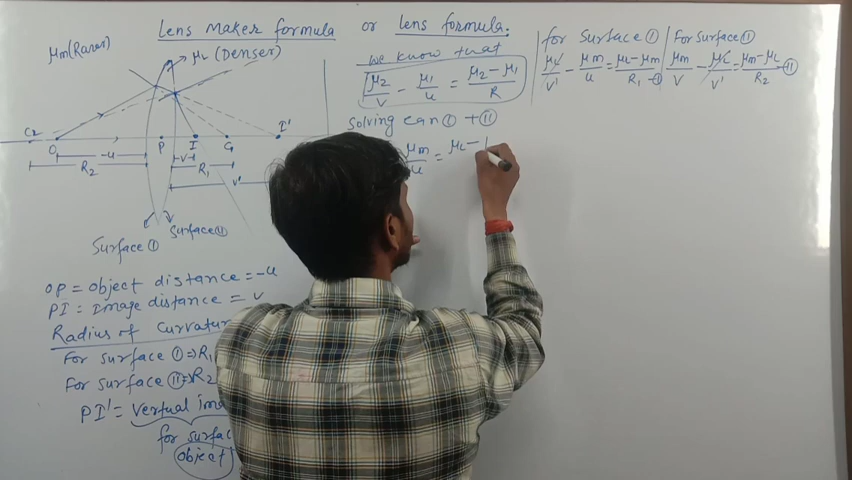 Lens Maker formula or lens formula.
μm(Rarer)
μL (Denser)
C2 O P I C1 I'
-u v R1
R2 v'
Surface ①
Surface ⑪
OP = Object distance = -u
PI = Image distance = v
Radius of Curvatur
For surface ① ⇒ R1
For surface ⑪ ⇒ R2
PI' = vertual ima
for surfa
object
we know that
μ2/v - μ1/u = μ2-μ1/R
Solving eqn ① + ⑪
μm/u = μL -
for Surface ①
μL/v' - μm/u = μL-μm/R1 -①
For surface ⑪
μm/v - μL/v' = μm-μL/R2 -⑪